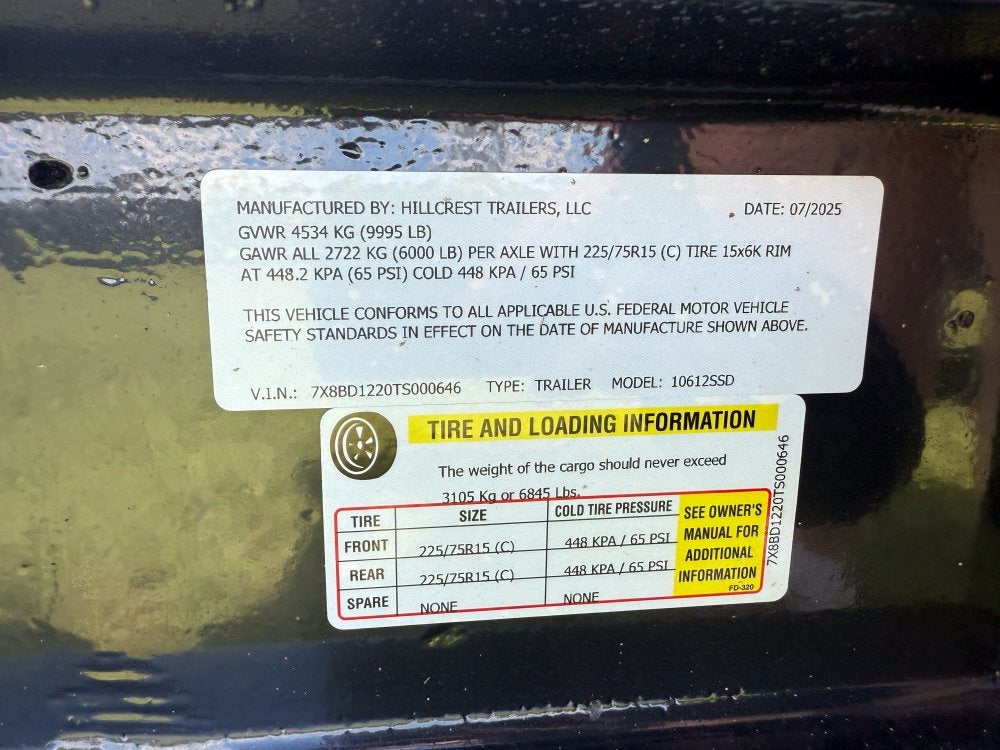 MANUFACTURED BY: HILLCREST TRAILERS, LLC DATE: 07/2025
GVWR 4534 KG (9995 LB)
GAWR ALL 2722 KG (6000 LB) PER AXLE WITH 225/75R15 (C) TIRE 15x6K RIM
AT 448.2 KPA (65 PSI) COLD 448 KPA / 65 PSI
THIS VEHICLE CONFORMS TO ALL APPLICABLE U.S. FEDERAL MOTOR VEHICLE
SAFETY STANDARDS IN EFFECT ON THE DATE OF MANUFACTURE SHOWN ABOVE.
V.I.N.: 7X8BD1220TS000646 TYPE: TRAILER MODEL: 10612SSD
TIRE AND LOADING INFORMATION
The weight of the cargo should never exceed
3105 Kg or 6845 Lbs.
TIRE SIZE COLD TIRE PRESSURE
FRONT 225/75R15 (C) 448 KPA / 65 PSI
REAR 225/75R15 (C) 448 KPA / 65 PSI
SPARE NONE NONE
SEE OWNER'S
MANUAL FOR
ADDITIONAL
INFORMATION
FD-320
7X8BD1220TS000646